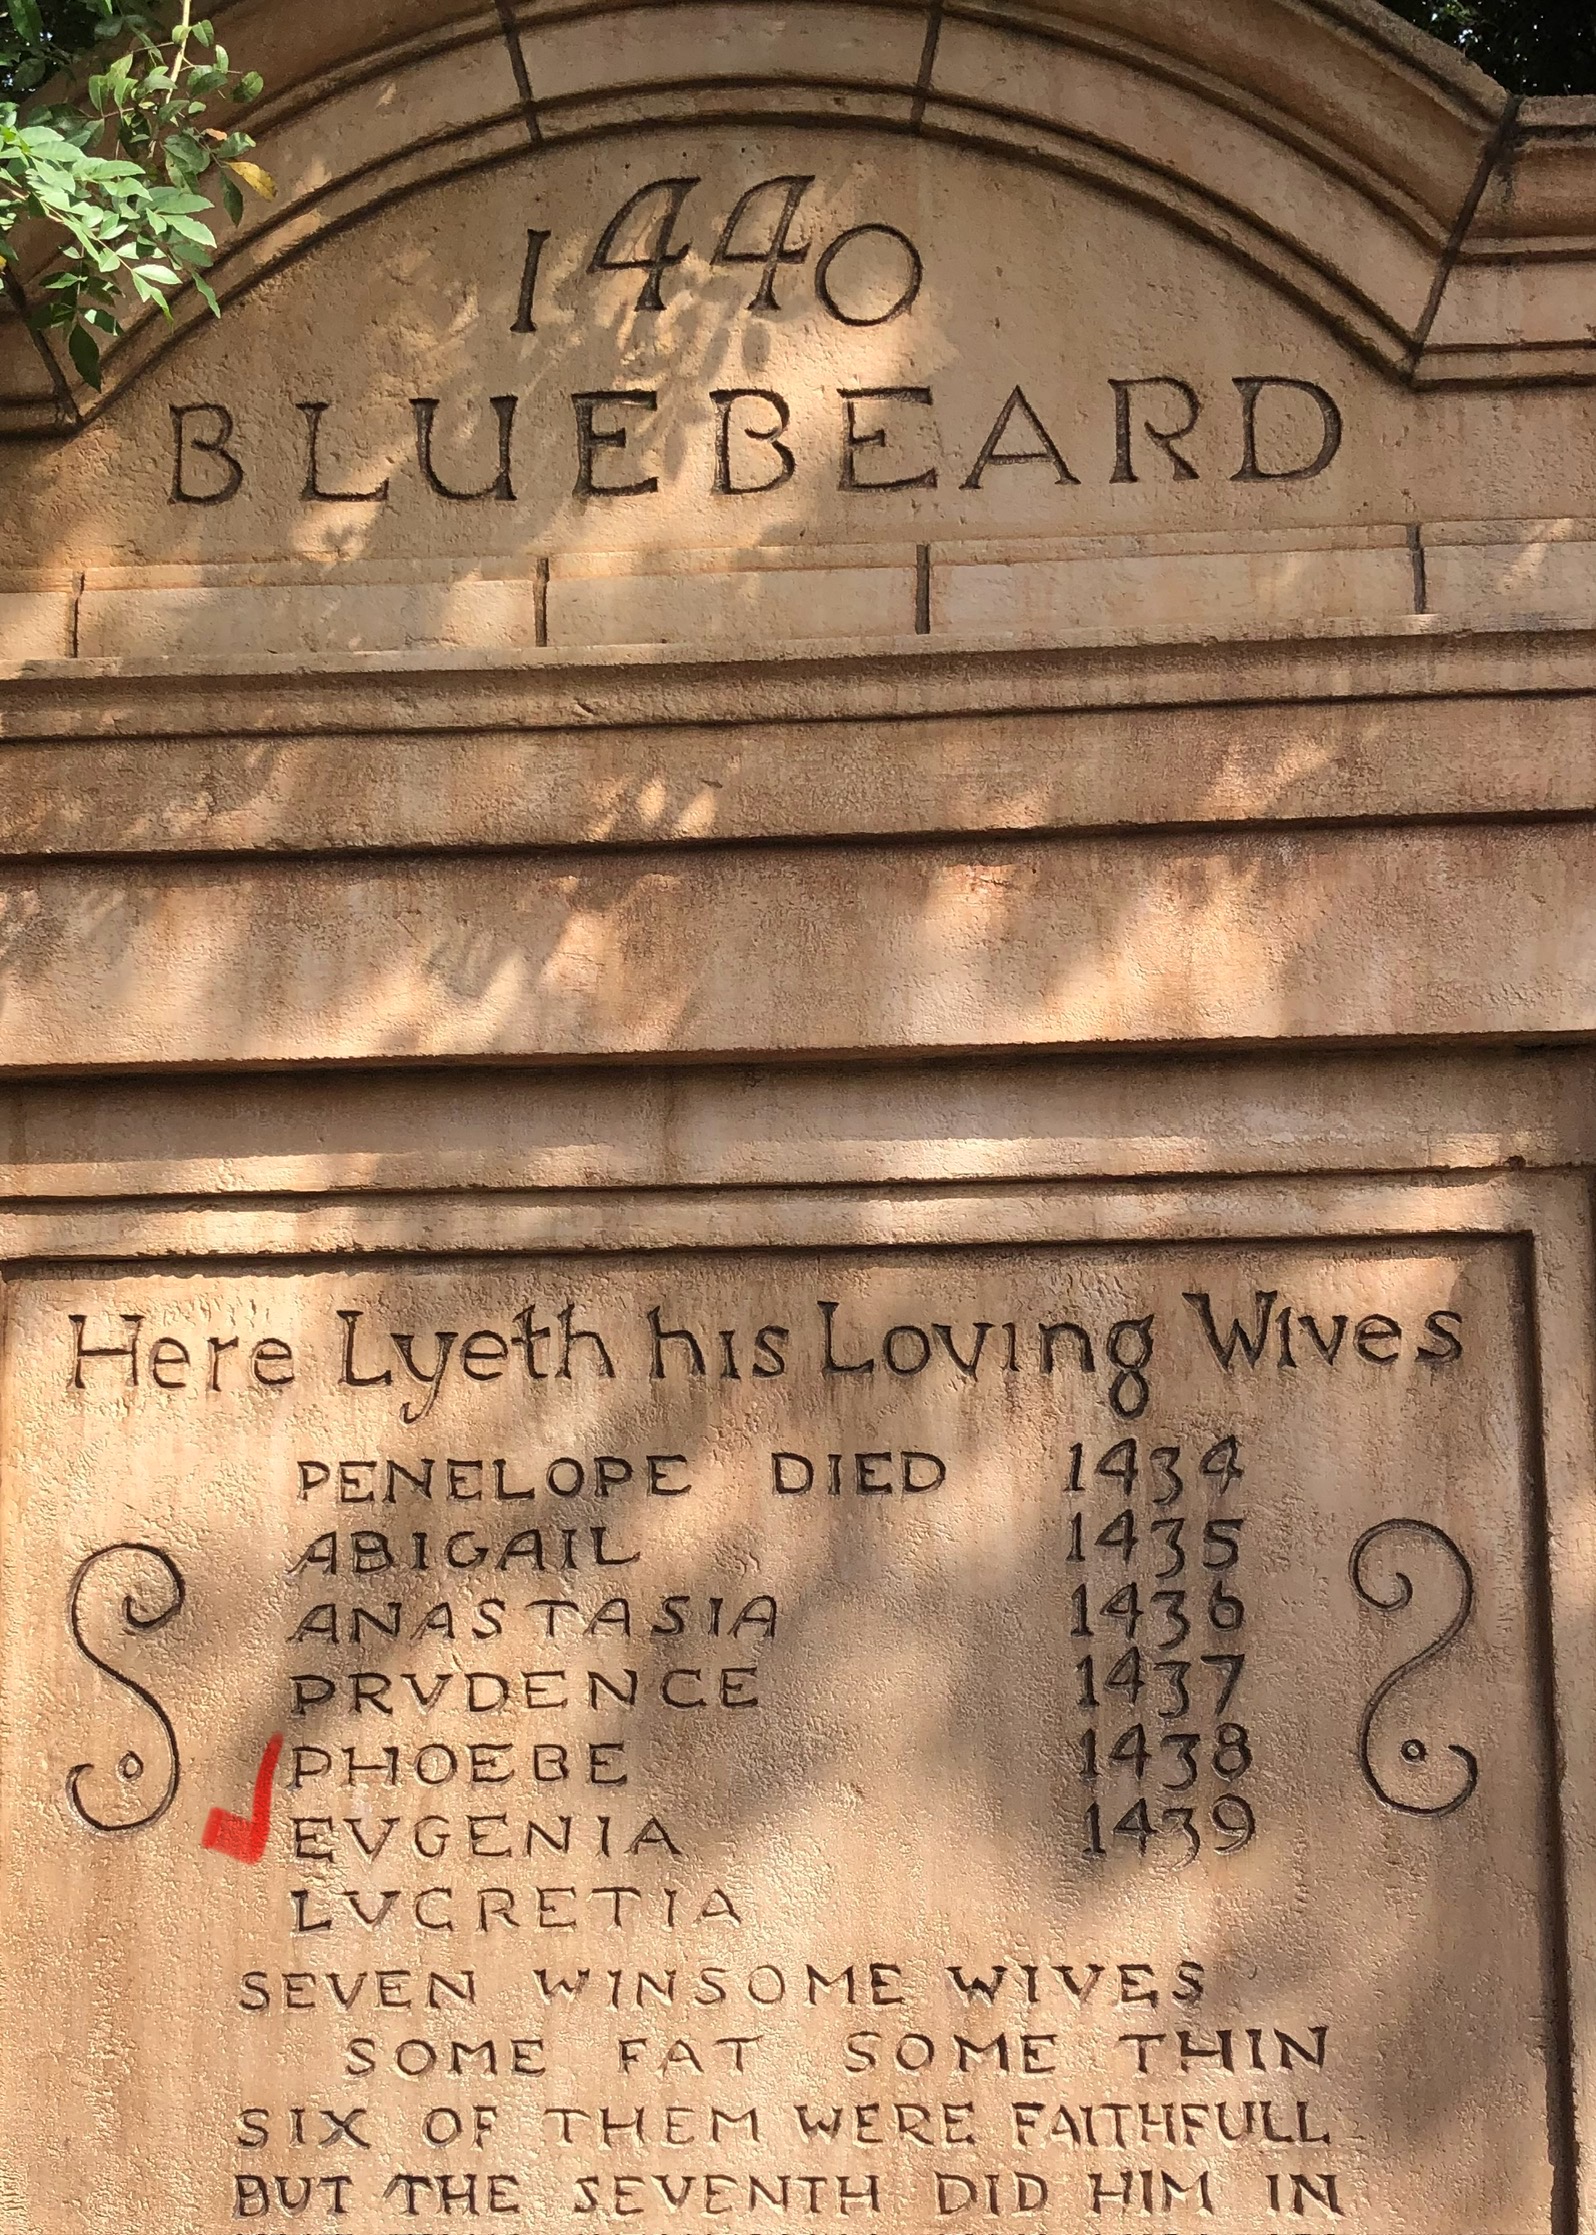 1440
BLUEBEARD
Here Lyeth his Loving Wives
PENELOPE DIED 1434
ABIGAIL 1435
ANASTASIA 1436
PRVDENCE 1437
PHOEBE 1438
EVGENIA 1439
LVCRETIA
SEVEN WINSOME WIVES
SOME FAT SOME THIN
SIX OF THEM WERE FAITHFULL
BUT THE SEVENTH DID HIM IN